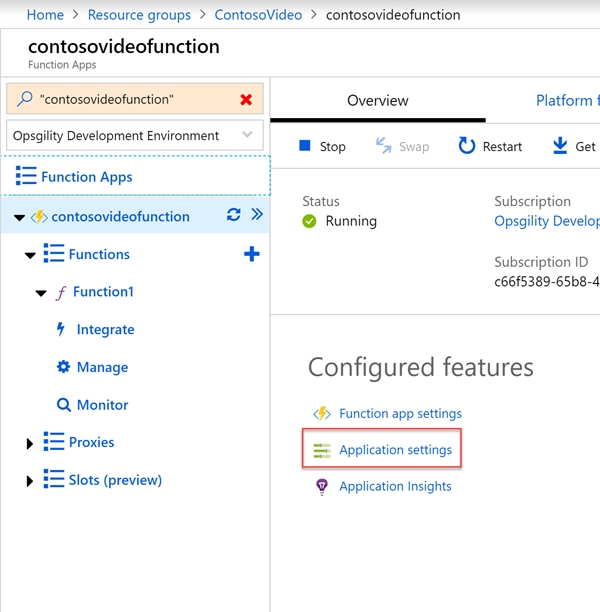 Home > Resource groups > ContosoVideo > contosovideofunction
contosovideofunction
Function Apps
"contosovideofunction"
Opsgility Development Environment
Function Apps
contosovideofunction
Functions
Function1
Integrate
Manage
Monitor
Proxies
Slots (preview)
Overview
Platform f
Stop
Swap
Restart
Get
Status
Running
Subscription
Opsgility Develop
Subscription ID
c66f5389-65b8-4
Configured features
Function app settings
Application settings
Application Insights